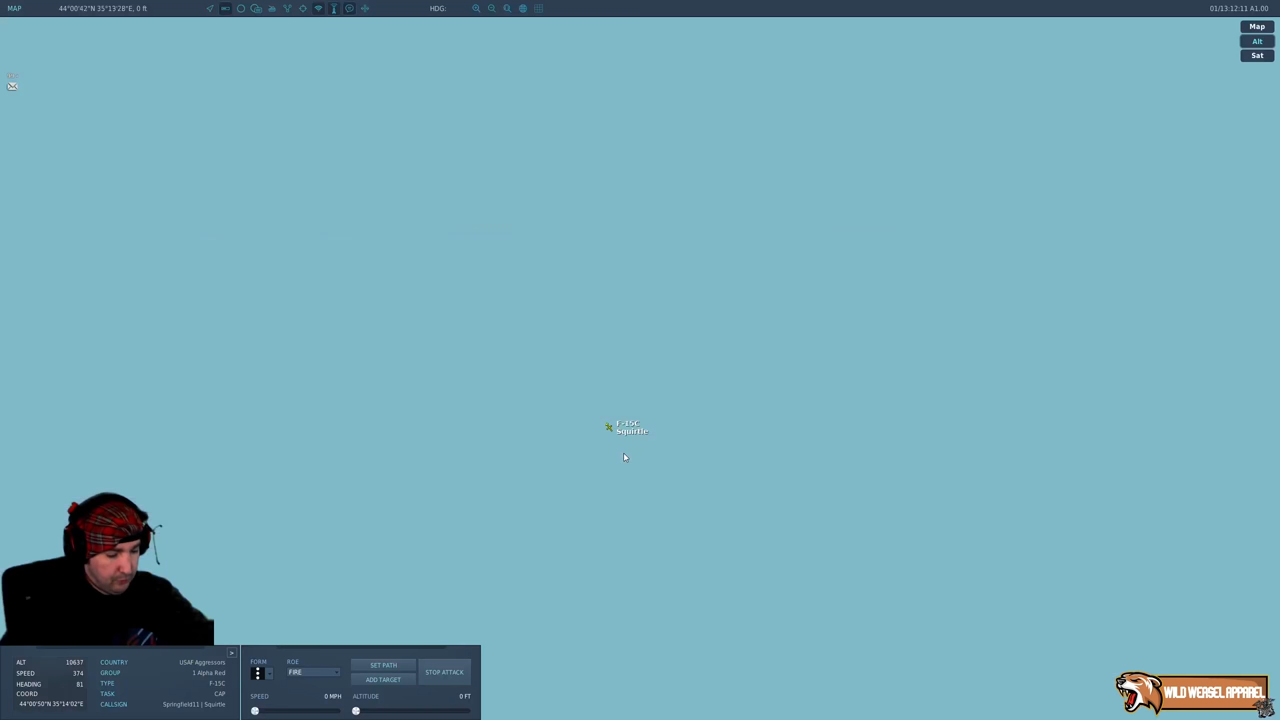 MAP 44°00'42"N 35°13'28"E, 0 ft HDG: 01/13:12:11 A1.00
Map
Alt
Sat
F-15C
Squirtle
ALT 10637 COUNTRY USAF Aggressors
SPEED 374 GROUP 1 Alpha Red
HEADING 81 TYPE F-15C
COORD TASK CAP
44°00'50"N 35°14'02"E CALLSIGN Springfield11 | Squirtle
>
FORM ROE SET PATH STOP ATTACK
FIRE ADD TARGET
SPEED 0 MPH ALTITUDE 0 FT
WILD WEASEL APPAREL